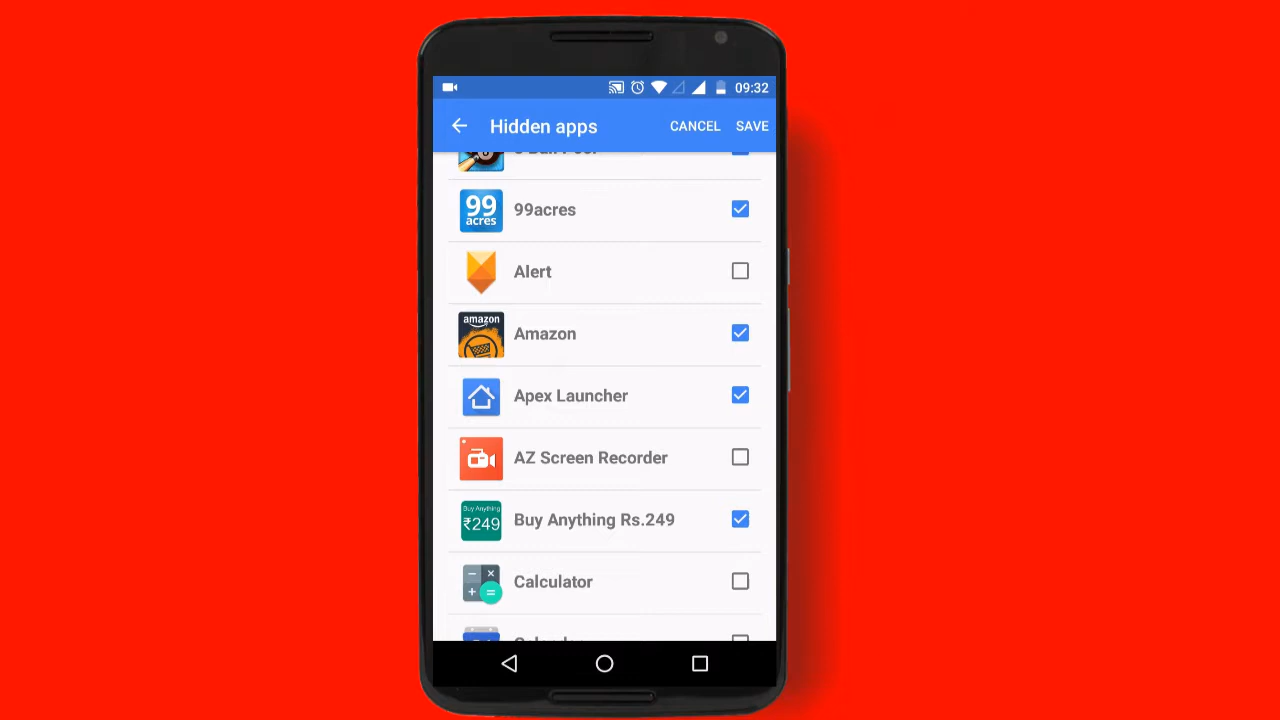 09:32
Hidden apps CANCEL SAVE
99 acres
99acres
Alert
amazon
Amazon
Apex Launcher
AZ Screen Recorder
Buy Anything
₹249
Buy Anything Rs.249
Calculator